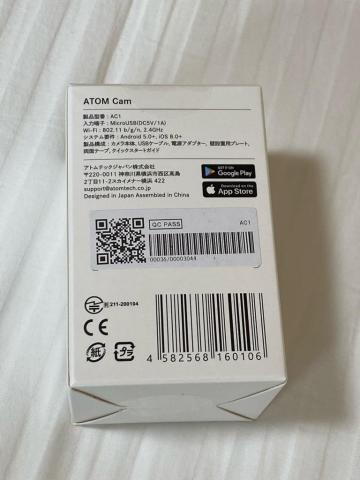 ATOM Cam
製品型番: AC1
入力端子: MicroUSB(DC5V/1A)
Wi-Fi: 802.11 b/g/n, 2.4GHz
システム要件: Android 5.0+, iOS 8.0+
製品構成: カメラ本体、USBケーブル、電源アダプター、壁設置用プレート、
両面テープ、クイックスタートガイド
アトムテックジャパン株式会社
〒220-0011 神奈川県横浜市西区高島
2丁目11-2スカイメナー横浜 422
support@atomtech.co.jp
Designed in Japan Assembled in China
GET IT ON
Google Play
Download on the
App Store
QC PASS
AC1
00036/00003044
211-200104
CE
紙
プラ
4 582568 160106